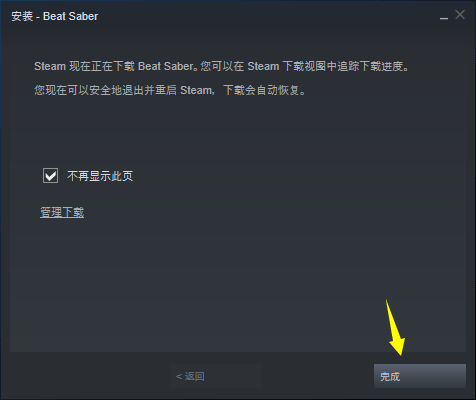 安装 - Beat Saber
Steam 现在正在下载 Beat Saber。您可以在 Steam 下载视图中追踪下载进度。
您现在可以安全地退出并重启 Steam，下载会自动恢复。
不再显示此页
管理下载
< 返回
完成